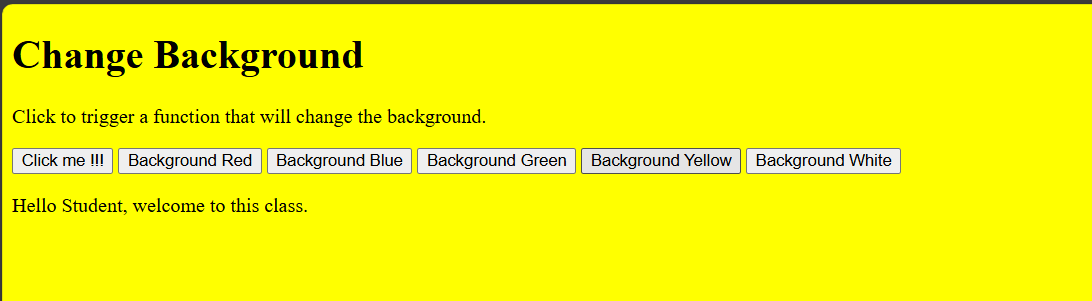 Change Background
Click to trigger a function that will change the background.
Click me !!! Background Red Background Blue Background Green Background Yellow Background White
Hello Student, welcome to this class.